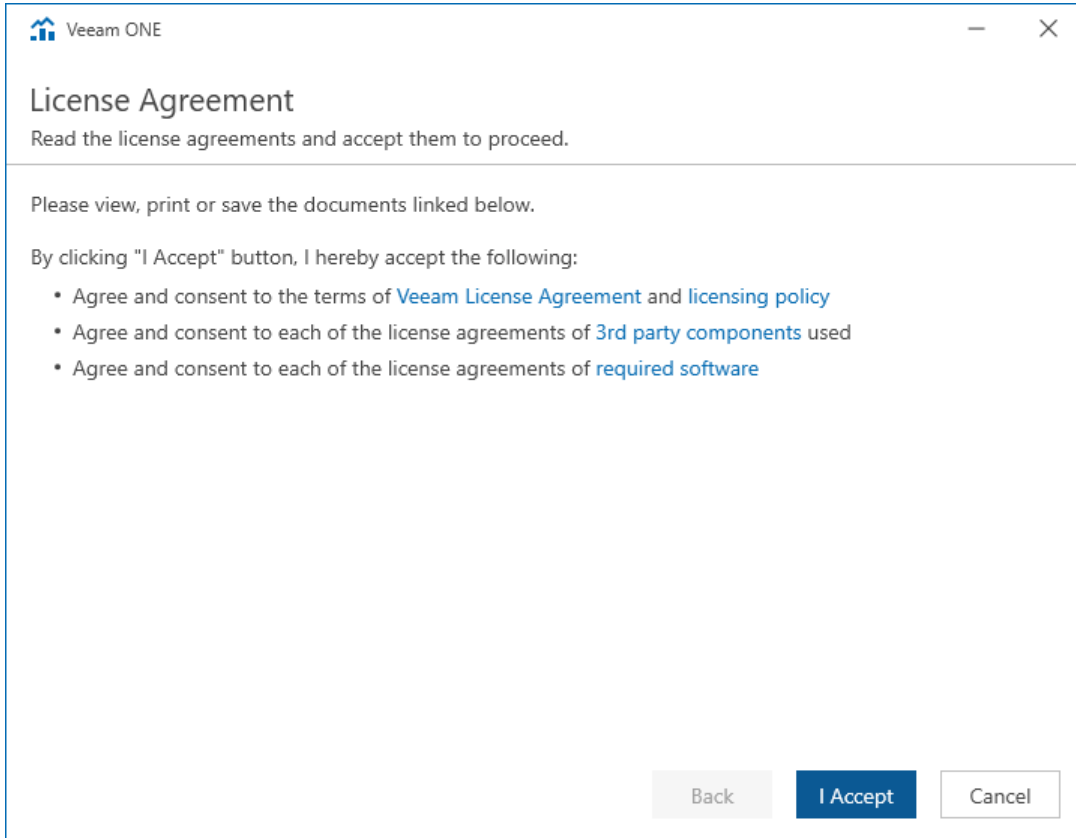 Veeam ONE
License Agreement
Read the license agreements and accept them to proceed.
Please view, print or save the documents linked below.
By clicking "I Accept" button, I hereby accept the following:
• Agree and consent to the terms of Veeam License Agreement and licensing policy
• Agree and consent to each of the license agreements of 3rd party components used
• Agree and consent to each of the license agreements of required software
Back I Accept Cancel